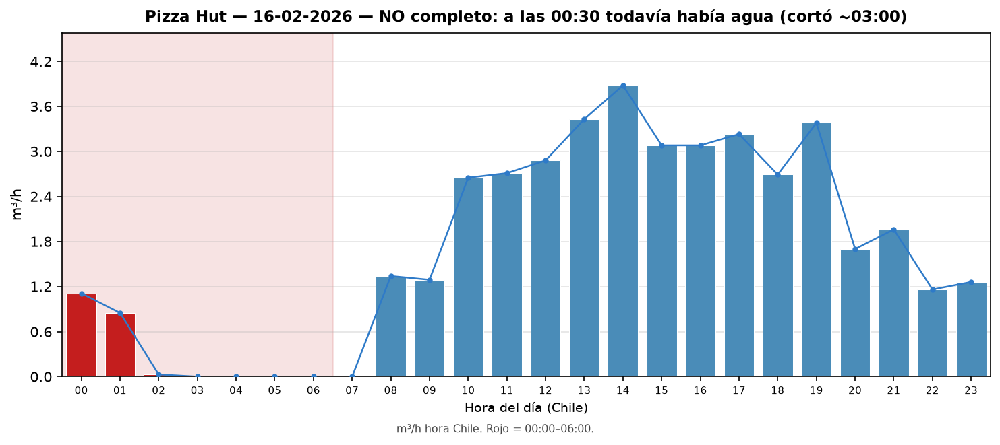 Pizza Hut — 16-02-2026 — NO completo: a las 00:30 todavía había agua (cortó ~03:00)
m³/h
4.2
3.6
3.0
2.4
1.8
1.2
0.6
0.0
00 01 02 03 04 05 06 07 08 09 10 11 12 13 14 15 16 17 18 19 20 21 22 23
Hora del día (Chile)
m³/h hora Chile. Rojo = 00:00–06:00.